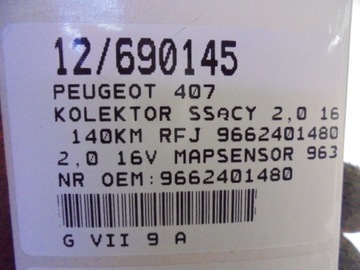 12/690145
PEUGEOT 407
KOLEKTOR SSACY 2,0 16
140KM RFJ 9662401480
2,0 16V MAPSENSOR 963
NR OEM:9662401480
G VII 9 A